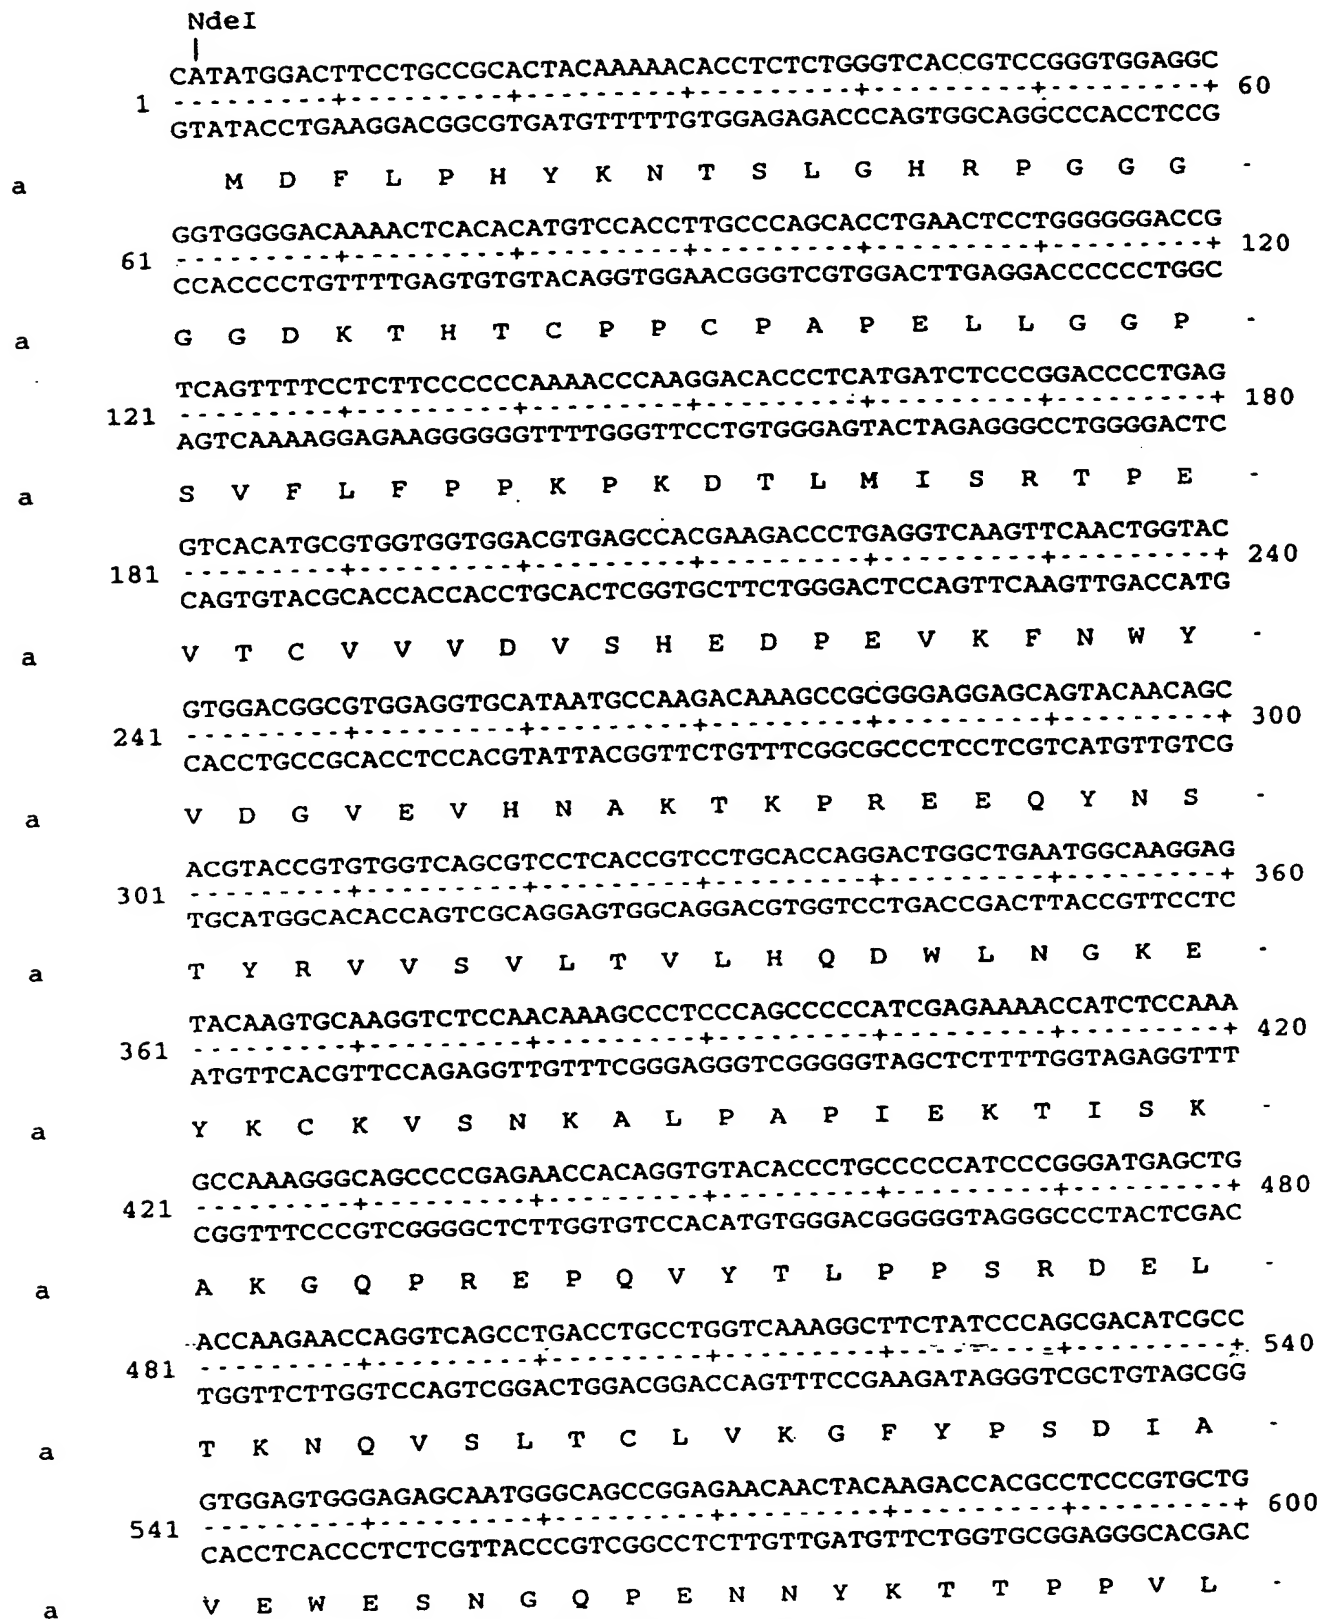 NdeI
|
CATATGGACTTCCTGCCGCACTACAAAAACACCTCTCTGGGTCACCGTCCGGGTGGAGGC
1 ---------+---------+---------+---------+---------+---------+ 60
GTATACCTGAAGGACGGCGTGATGTTTTTGTGGAGAGACCCAGTGGCAGGCCCACCTCCG
a M D F L P H Y K N T S L G H R P G G G -
GGTGGGGACAAAACTCACACATGTCCACCTTGCCCAGCACCTGAACTCCTGGGGGGACCG
61 ---------+---------+---------+---------+---------+---------+ 120
CCACCCCTGTTTTGAGTGTGTACAGGTGGAACGGGTCGTGGACTTGAGGACCCCCCTGGC
a G G D K T H T C P P C P A P E L L G G P -
TCAGTTTTCCTCTTCCCCCCAAAACCCAAGGACACCCTCATGATCTCCCGGACCCCTGAG
121 ---------+---------+---------+---------+---------+---------+ 180
AGTCAAAAGGAGAAGGGGGGTTTTGGGTTCCTGTGGGAGTACTAGAGGGCCTGGGGACTC
a S V F L F P P K P K D T L M I S R T P E -
GTCACATGCGTGGTGGTGGACGTGAGCCACGAAGACCCTGAGGTCAAGTTCAACTGGTAC
181 ---------+---------+---------+---------+---------+---------+ 240
CAGTGTACGCACCACCACCTGCACTCGGTGCTTCTGGGACTCCAGTTCAAGTTGACCATG
a V T C V V V D V S H E D P E V K F N W Y -
GTGGACGGCGTGGAGGTGCATAATGCCAAGACAAAGCCGCGGGAGGAGCAGTACAACAGC
241 ---------+---------+---------+---------+---------+---------+ 300
CACCTGCCGCACCTCCACGTATTACGGTTCTGTTTCGGCGCCCTCCTCGTCATGTTGTCG
a V D G V E V H N A K T K P R E E Q Y N S -
ACGTACCGTGTGGTCAGCGTCCTCACCGTCCTGCACCAGGACTGGCTGAATGGCAAGGAG
301 ---------+---------+---------+---------+---------+---------+ 360
TGCATGGCACACCAGTCGCAGGAGTGGCAGGACGTGGTCCTGACCGACTTACCGTTCCTC
a T Y R V V S V L T V L H Q D W L N G K E -
TACAAGTGCAAGGTCTCCAACAAAGCCCTCCCAGCCCCCATCGAGAAAACCATCTCCAAA
361 ---------+---------+---------+---------+---------+---------+ 420
ATGTTCACGTTCCAGAGGTTGTTTCGGGAGGGTCGGGGGTAGCTCTTTTGGTAGAGGTTT
a Y K C K V S N K A L P A P I E K T I S K -
GCCAAAGGGCAGCCCCGAGAACCACAGGTGTACACCCTGCCCCCATCCCGGGATGAGCTG
421 ---------+---------+---------+---------+---------+---------+ 480
CGGTTTCCCGTCGGGGCTCTTGGTGTCCACATGTGGGACGGGGGTAGGGCCCTACTCGAC
a A K G Q P R E P Q V Y T L P P S R D E L -
ACCAAGAACCAGGTCAGCCTGACCTGCCTGGTCAAAGGCTTCTATCCCAGCGACATCGCC
481 ---------+---------+---------+---------+---------+---------+ 540
TGGTTCTTGGTCCAGTCGGACTGGACGGACCAGTTTCCGAAGATAGGGTCGCTGTAGCGG
a T K N Q V S L T C L V K G F Y P S D I A -
GTGGAGTGGGAGAGCAATGGGCAGCCGGAGAACAACTACAAGACCACGCCTCCCGTGCTG
541 ---------+---------+---------+---------+---------+---------+ 600
CACCTCACCCTCTCGTTACCCGTCGGCCTCTTGTTGATGTTCTGGTGCGGAGGGCACGAC
a V E W E S N G Q P E N N Y K T T P P V L -